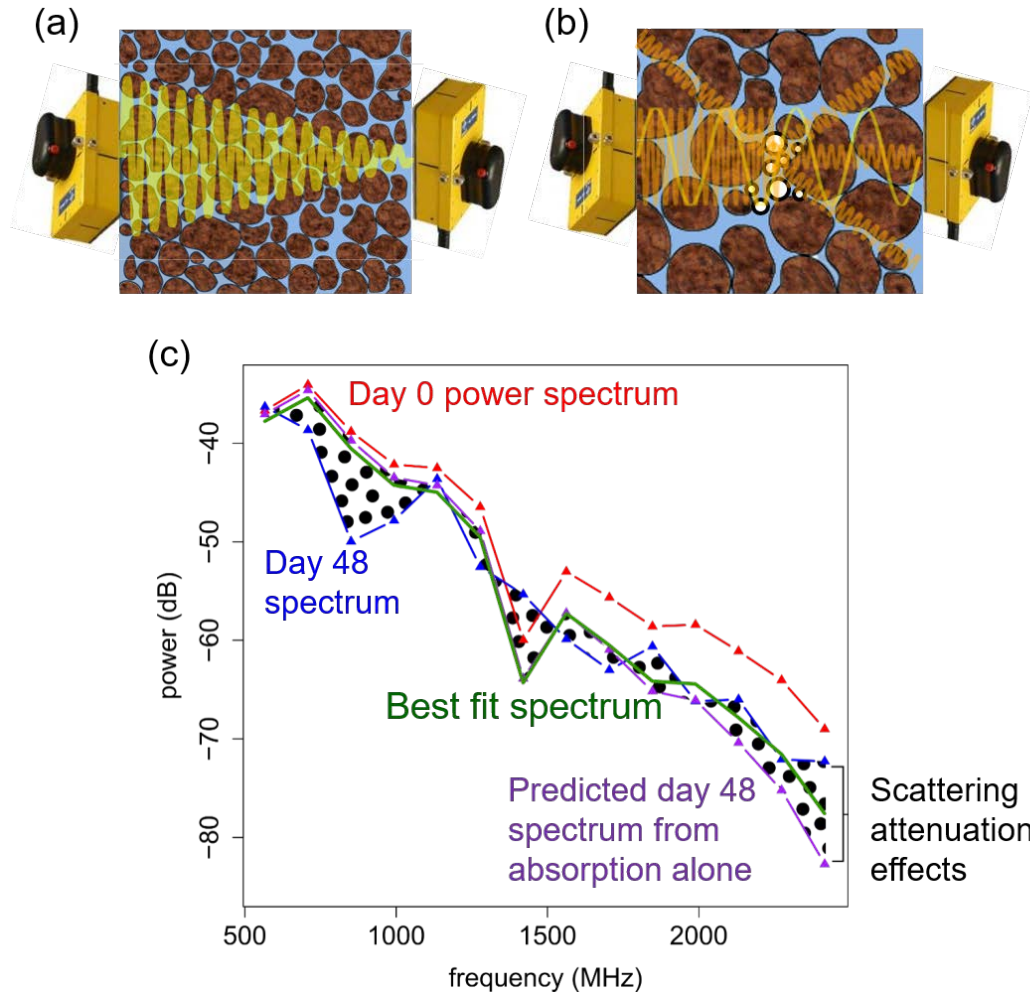 (a)
(b)
(c)
Day 0 power spectrum
Day 48
spectrum
Best fit spectrum
Predicted day 48
spectrum from
absorption alone
Scattering
attenuation
effects
power (dB)
−40
−50
−60
−70
−80
500
1000
1500
2000
frequency (MHz)